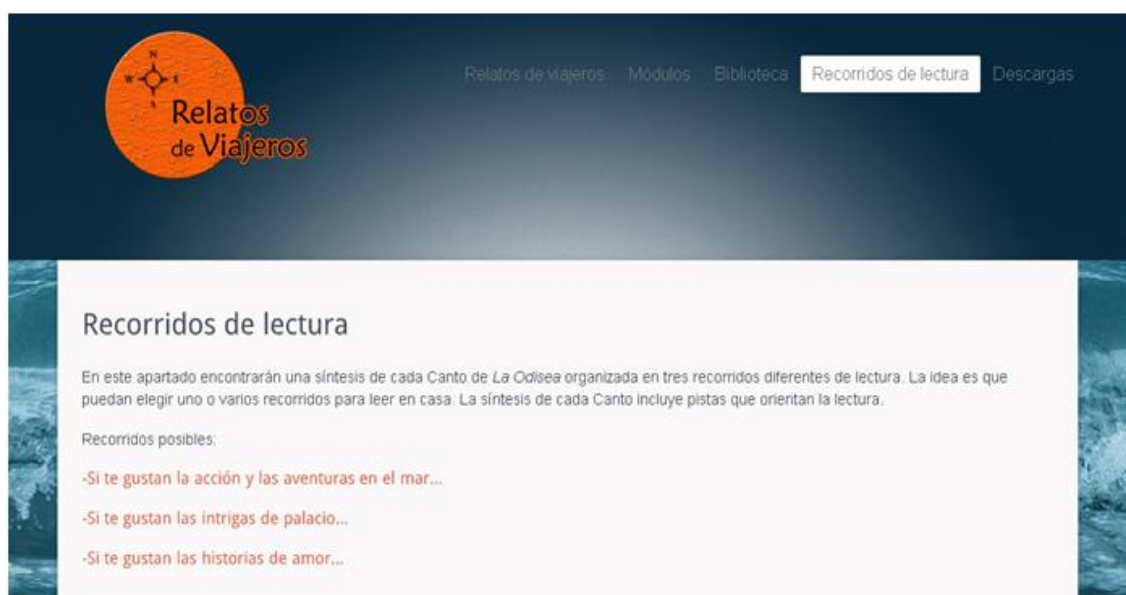 N
W E
S
Relatos
de Viajeros
Relatos de viajeros Módulos Biblioteca Recorridos de lectura Descargas
Recorridos de lectura
En este apartado encontrarán una síntesis de cada Canto de La Odisea organizada en tres recorridos diferentes de lectura. La idea es que
puedan elegir uno o varios recorridos para leer en casa. La síntesis de cada Canto incluye pistas que orientan la lectura.
Recorridos posibles:
-Si te gustan la acción y las aventuras en el mar...
-Si te gustan las intrigas de palacio...
-Si te gustan las historias de amor...